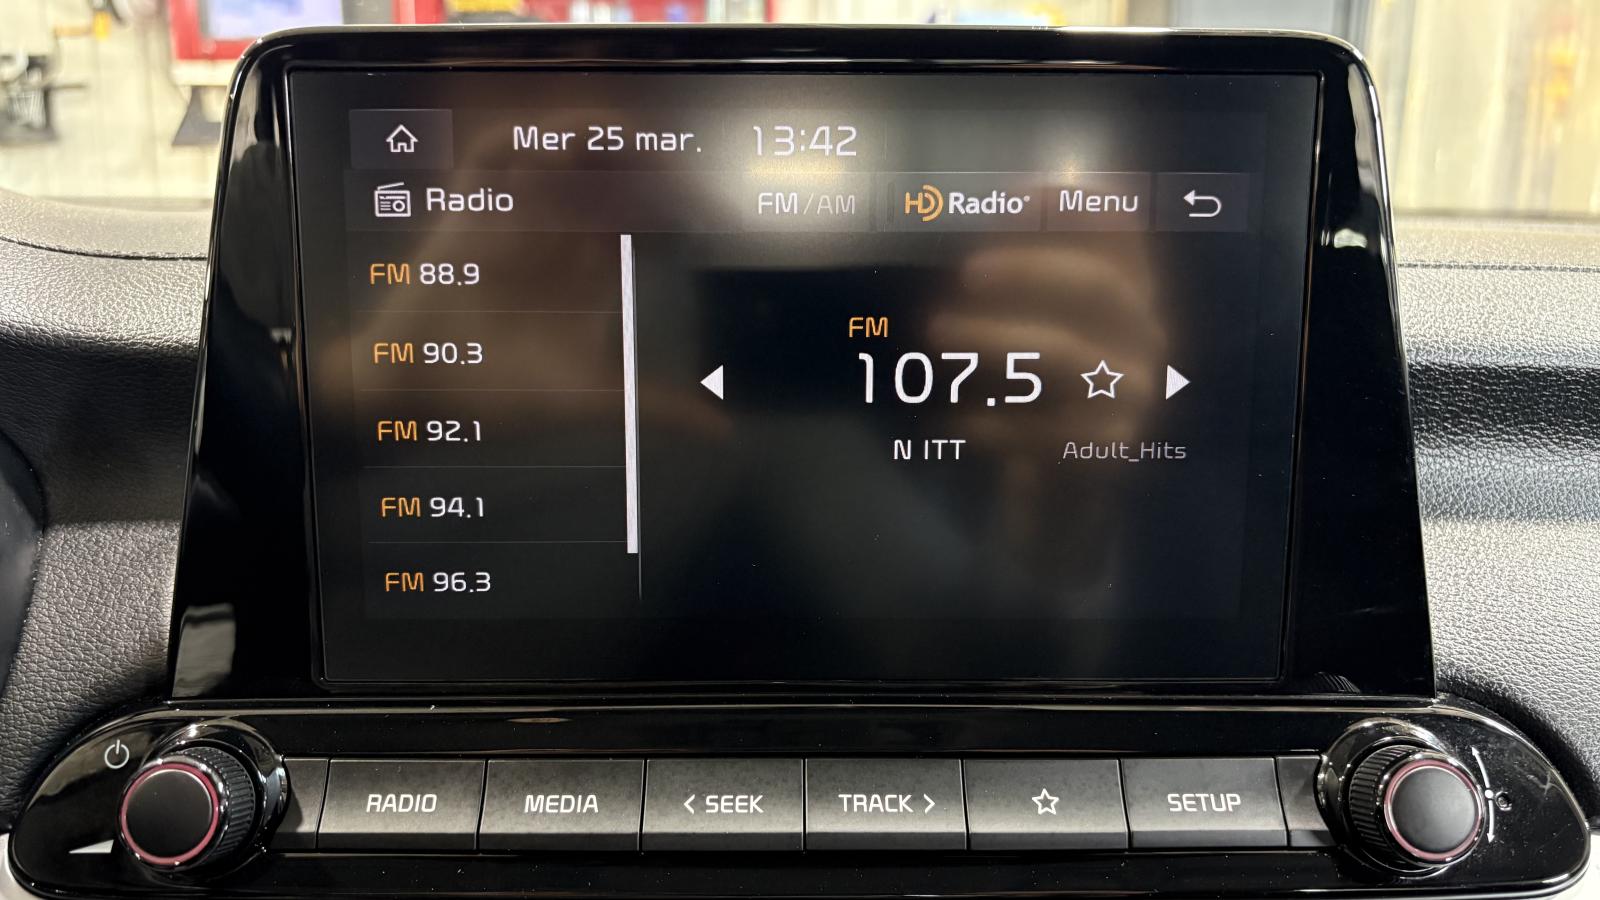 Mer 25 mar. 13:42
Radio FM/AM HD Radio® Menu
FM 88.9
FM 90.3
FM 92.1
FM 94.1
FM 96.3
FM
107.5
N ITT Adult_Hits
RADIO MEDIA < SEEK TRACK > SETUP